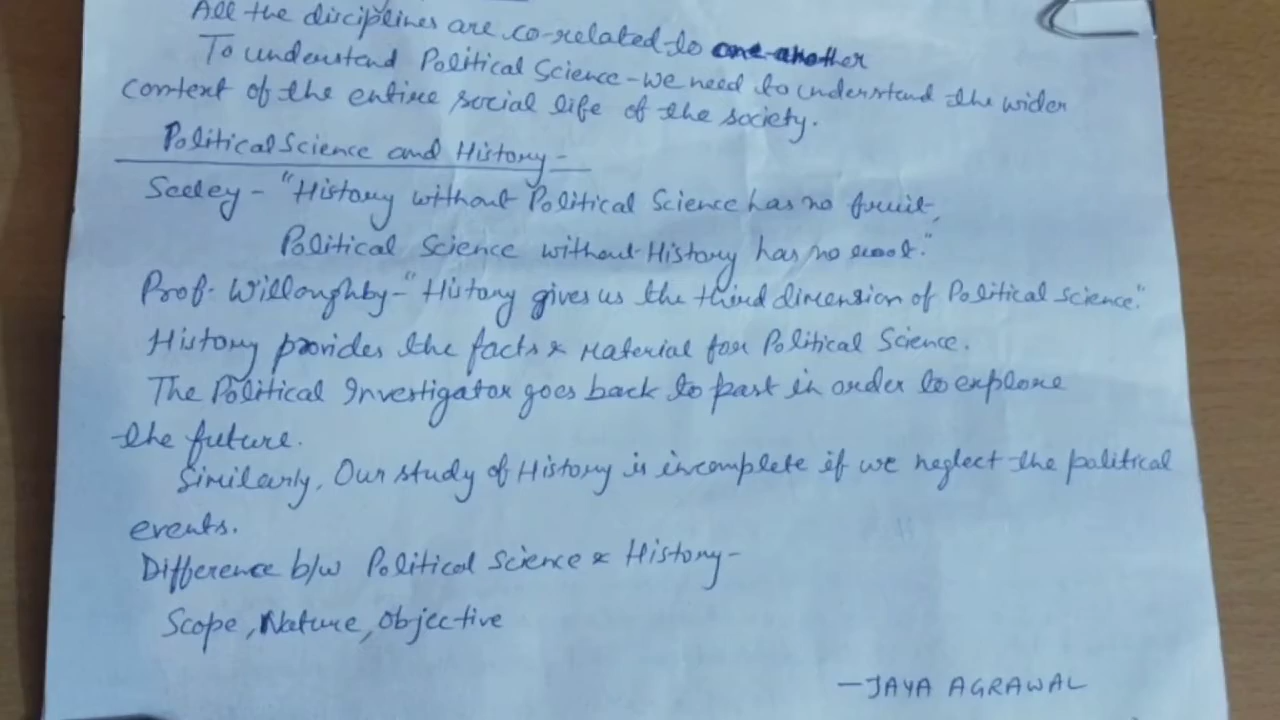 All the disciplines are co-related to one another
To understand Political Science - we need to understand the wider
context of the entire social life of the society.
Political Science and History -
Seeley - "History without Political Science has no fruit,
Political Science without History has no root."
Prof. Willoughby - "History gives us the third dimension of Political Science."
History provides the facts & material for Political Science.
The Political Investigator goes back to past in order to explore
the future.
Similarly, Our study of History is incomplete if we neglect the political
events.
Difference b/w Political Science & History -
Scope, Nature, Objective
- JAYA AGRAWAL